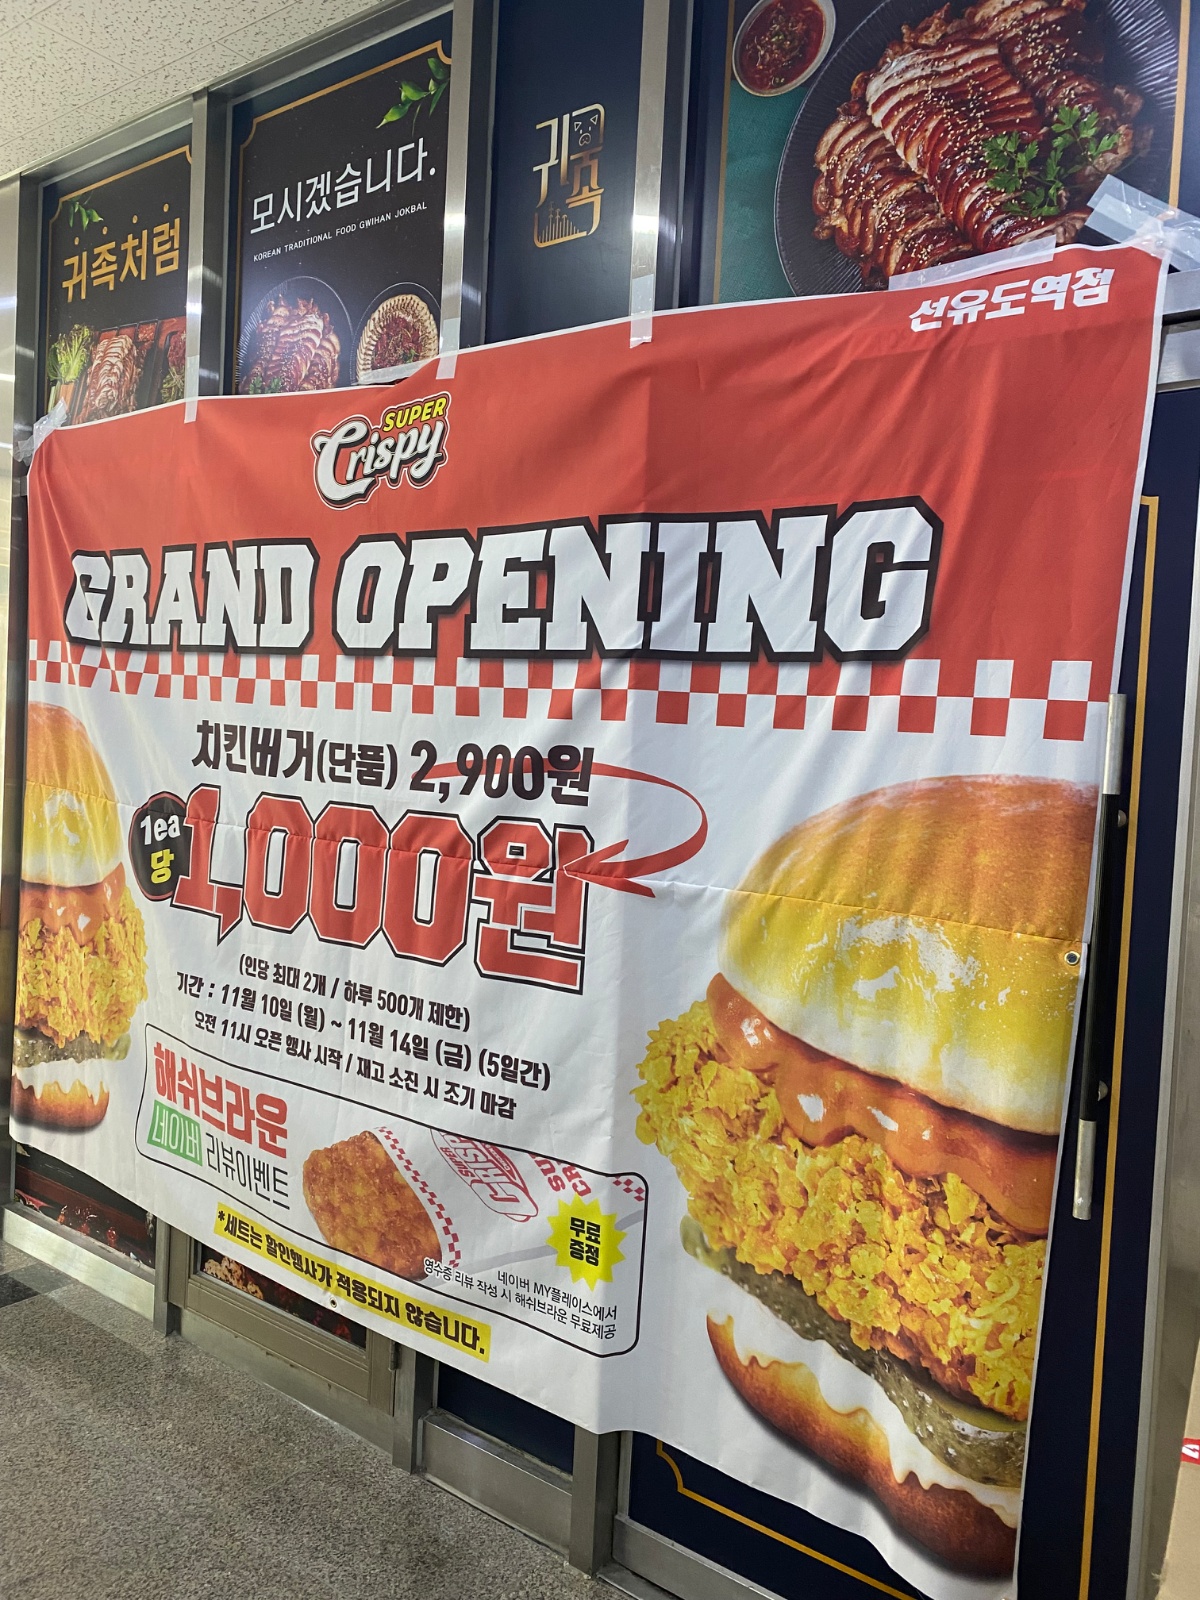 귀족처럼
모시겠습니다.
KOREAN TRADITIONAL FOOD GWIHAN JOKBAL
귀한족
선유도역점
SUPER
Crispy
GRAND OPENING
치킨버거(단품) 2,900원
1ea
당
1,000원
(인당 최대 2개 / 하루 500개 제한)
기간 : 11월 10일 (월) ~ 11월 14일 (금) (5일간)
오전 11시 오픈 행사 시작 / 재고 소진 시 조기 마감
해쉬브라운
네이버 리뷰이벤트
무료
증정
네이버 MY플레이스에서
영수증 리뷰 작성 시 해쉬브라운 무료제공
*세트는 할인행사가 적용되지 않습니다.